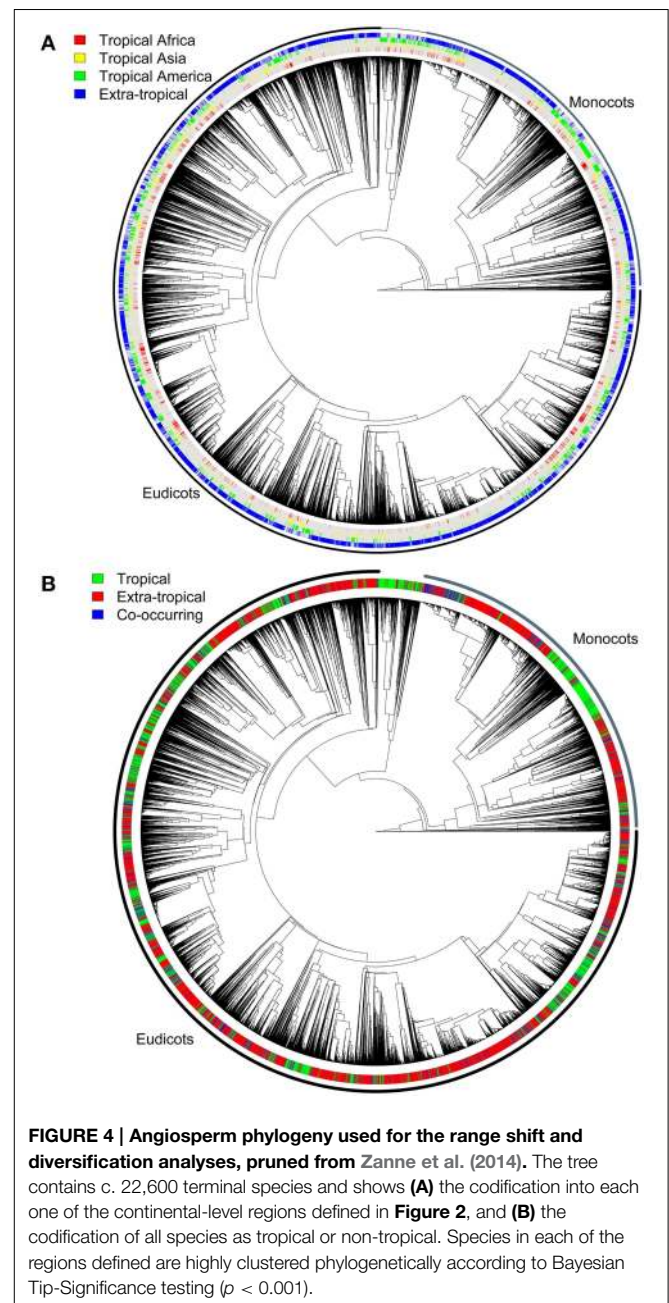 A
Tropical Africa
Tropical Asia
Tropical America
Extra-tropical
Monocots
Eudicots
B
Tropical
Extra-tropical
Co-occurring
Monocots
Eudicots
FIGURE 4 | Angiosperm phylogeny used for the range shift and
diversification analyses, pruned from Zanne et al. (2014). The tree
contains c. 22,600 terminal species and shows (A) the codification into each
one of the continental-level regions defined in Figure 2, and (B) the
codification of all species as tropical or non-tropical. Species in each of the
regions defined are highly clustered phylogenetically according to Bayesian
Tip-Significance testing (p < 0.001).